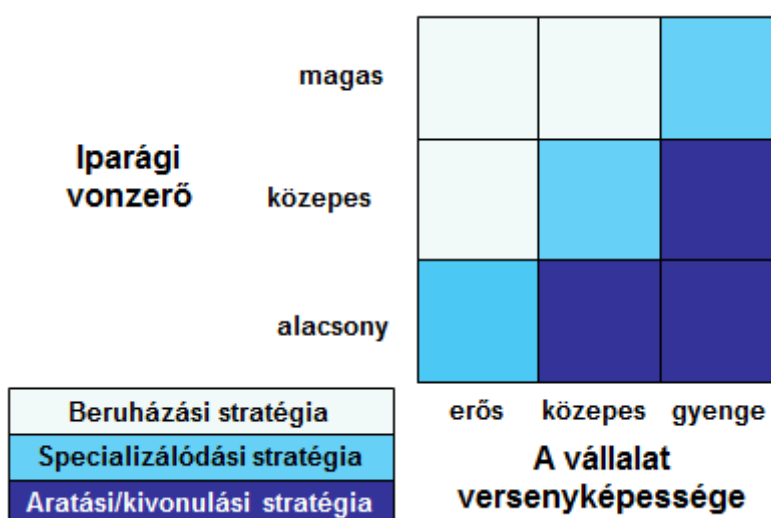 magas
Iparági
vonzerő
közepes
alacsony
Beruházási stratégia
Specializálódási stratégia
Aratási/kivonulási stratégia
erős közepes gyenge
A vállalat
versenyképessége